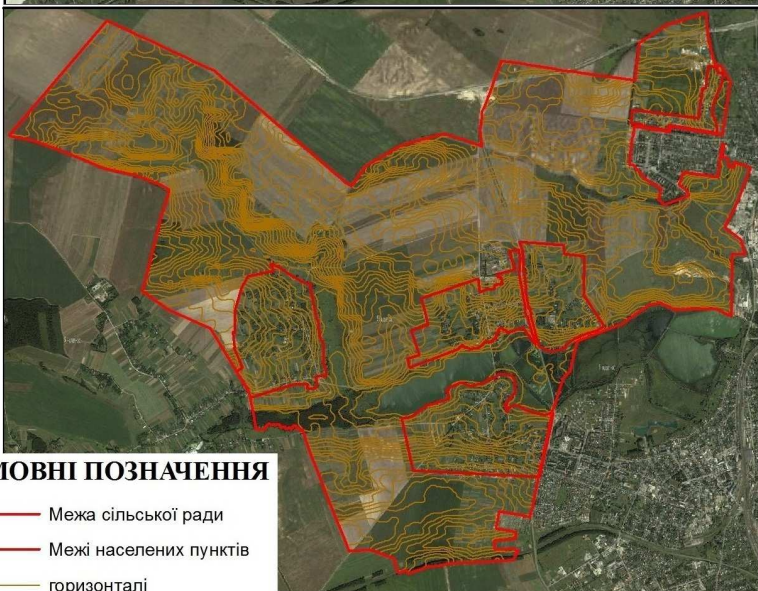 МОВНІ ПОЗНАЧЕННЯ
Межа сільської ради
Межі населених пунктів
горизонталі